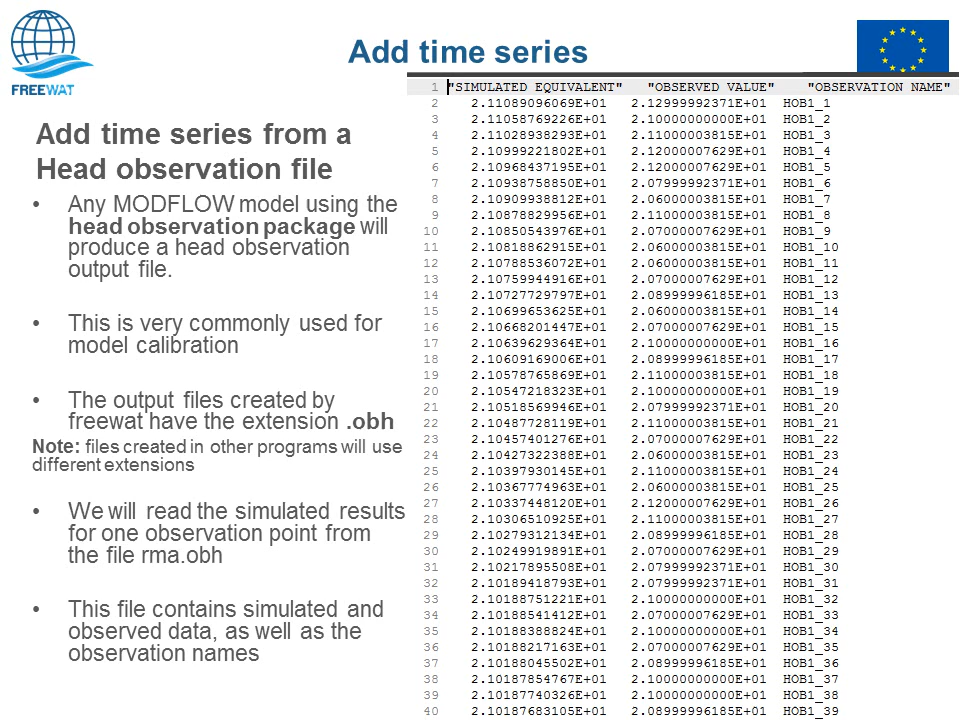 FREEWAT
Add time series
Add time series from a
Head observation file
• Any MODFLOW model using the
head observation package will
produce a head observation
output file.
• This is very commonly used for
model calibration
• The output files created by
freewat have the extension .obh
Note: files created in other programs will use
different extensions
• We will read the simulated results
for one observation point from
the file rma.obh
• This file contains simulated and
observed data, as well as the
observation names
1 "SIMULATED EQUIVALENT" "OBSERVED VALUE" "OBSERVATION NAME"
2 2.11089096069E+01 2.12999992371E+01 HOB1_1
3 2.11058769226E+01 2.10000000000E+01 HOB1_2
4 2.11028938293E+01 2.11000003815E+01 HOB1_3
5 2.10999221802E+01 2.12000007629E+01 HOB1_4
6 2.10968437195E+01 2.12000007629E+01 HOB1_5
7 2.10938758850E+01 2.07999992371E+01 HOB1_6
8 2.10909938812E+01 2.06000003815E+01 HOB1_7
9 2.10878829956E+01 2.11000003815E+01 HOB1_8
10 2.10850543976E+01 2.07000007629E+01 HOB1_9
11 2.10818862915E+01 2.06000003815E+01 HOB1_10
12 2.10788536072E+01 2.06000003815E+01 HOB1_11
13 2.10759944916E+01 2.07000007629E+01 HOB1_12
14 2.10727729797E+01 2.08999996185E+01 HOB1_13
15 2.10699653625E+01 2.06000003815E+01 HOB1_14
16 2.10668201447E+01 2.07000007629E+01 HOB1_15
17 2.10639629364E+01 2.10000000000E+01 HOB1_16
18 2.10609169006E+01 2.08999996185E+01 HOB1_17
19 2.10578765869E+01 2.11000003815E+01 HOB1_18
20 2.10547218323E+01 2.10000000000E+01 HOB1_19
21 2.10518569946E+01 2.07999992371E+01 HOB1_20
22 2.10487728119E+01 2.11000003815E+01 HOB1_21
23 2.10457401276E+01 2.07000007629E+01 HOB1_22
24 2.10427322388E+01 2.06000003815E+01 HOB1_23
25 2.10397930145E+01 2.11000003815E+01 HOB1_24
26 2.10367774963E+01 2.06000003815E+01 HOB1_25
27 2.10337448120E+01 2.12000007629E+01 HOB1_26
28 2.10306510925E+01 2.11000003815E+01 HOB1_27
29 2.10279312134E+01 2.08999996185E+01 HOB1_28
30 2.10249919891E+01 2.07000007629E+01 HOB1_29
31 2.10217895508E+01 2.07999992371E+01 HOB1_30
32 2.10189418793E+01 2.07999992371E+01 HOB1_31
33 2.10188751221E+01 2.10000000000E+01 HOB1_32
34 2.10188541412E+01 2.07000007629E+01 HOB1_33
35 2.10188388824E+01 2.10000000000E+01 HOB1_34
36 2.10188217163E+01 2.07000007629E+01 HOB1_35
37 2.10188045502E+01 2.08999996185E+01 HOB1_36
38 2.10187854767E+01 2.10000000000E+01 HOB1_37
39 2.10187740326E+01 2.10000000000E+01 HOB1_38
40 2.10187683105E+01 2.08999996185E+01 HOB1_39